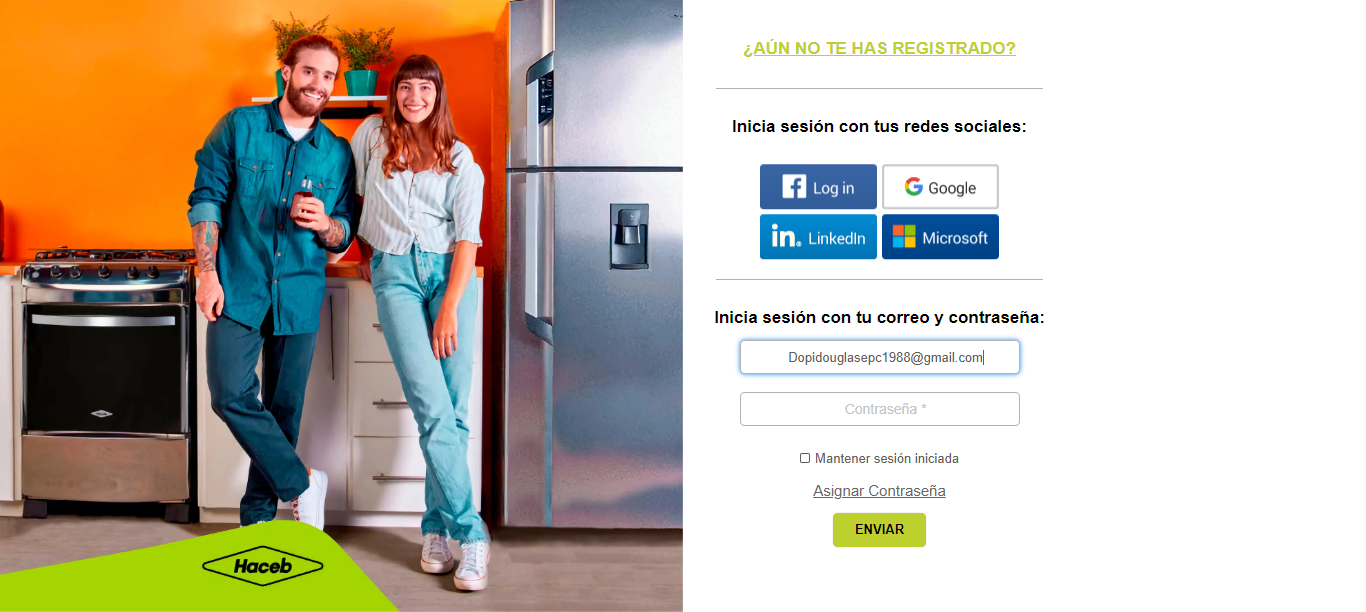 ¿AÚN NO TE HAS REGISTRADO?
Inicia sesión con tus redes sociales:
Log in
Google
in. LinkedIn
Microsoft
Inicia sesión con tu correo y contraseña:
Dopidouglasepc1988@gmail.com
Contraseña *
Mantener sesión iniciada
Asignar Contraseña
ENVIAR
Haceb